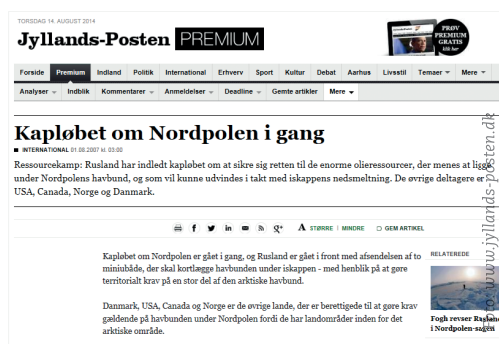 TORSDAG 14. AUGUST 2014
Jyllands-Posten PREMIUM
PRØV
PREMIUM
GRATIS
klik her
Forside Premium Indland Politik International Erhverv Sport Kultur Debat Aarhus Livsstil Temaer Mere
Analyser Indblik Kommentarer Anmeldelser Deadline Gemte artikler Mere
Kapløbet om Nordpolen i gang
INTERNATIONAL 01.08.2007 kl. 03:00
Ressourcekamp: Rusland har indledt kapløbet om at sikre sig retten til de enorme olieressourcer, der menes at ligge
under Nordpolens havbund, og som vil kunne udvindes i takt med iskappens nedsmeltning. De øvrige deltagere er
USA, Canada, Norge og Danmark.
A STØRRE | MINDRE GEM ARTIKEL
Kapløbet om Nordpolen er gået i gang, og Rusland er gået i front med afsendelsen af to
miniubåde, der skal kortlægge havbunden under iskappen - med henblik på at gøre
territorialt krav på en stor del af den arktiske havbund.
Danmark, USA, Canada og Norge er de øvrige lande, der er berettigede til at gøre krav
gældende på havbunden under Nordpolen fordi de har landområder inden for det
arktiske område.
RELATEREDE
Fogh revser Rusland
i Nordpolen-sagen
Foto: www.jyllands-posten.dk